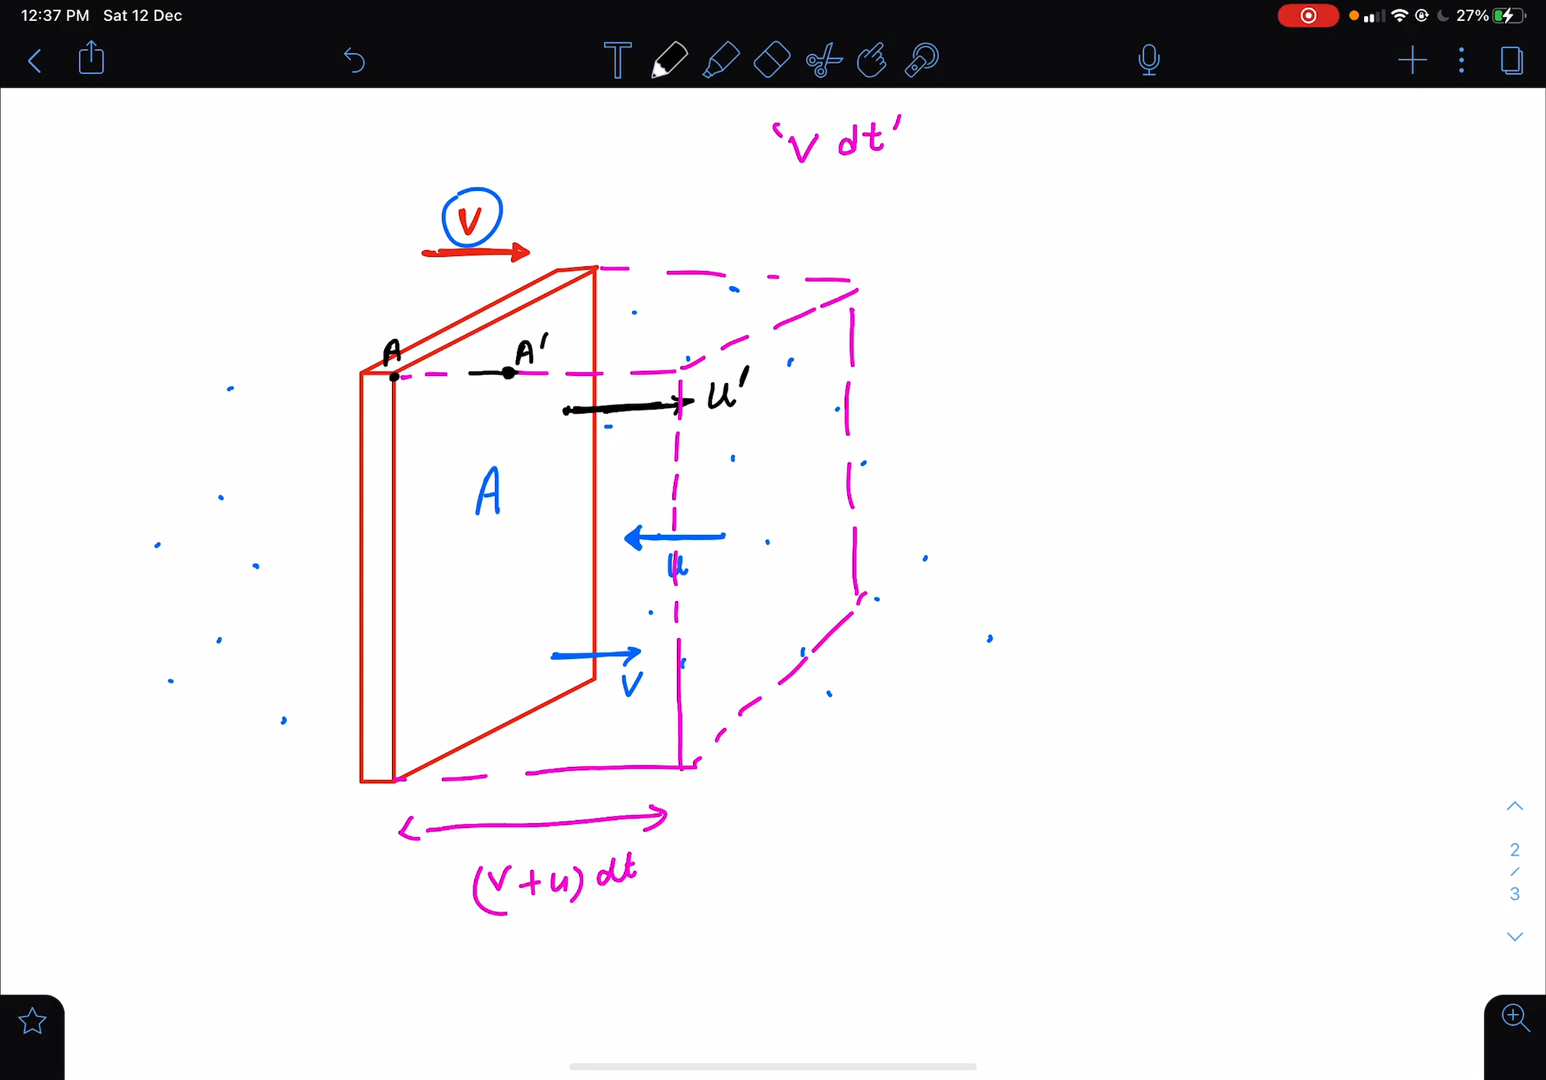 12:37 PM Sat 12 Dec
27%
T
'V dt'
V
A
A'
u'
A
u
V
(V+u) dt
2
/
3